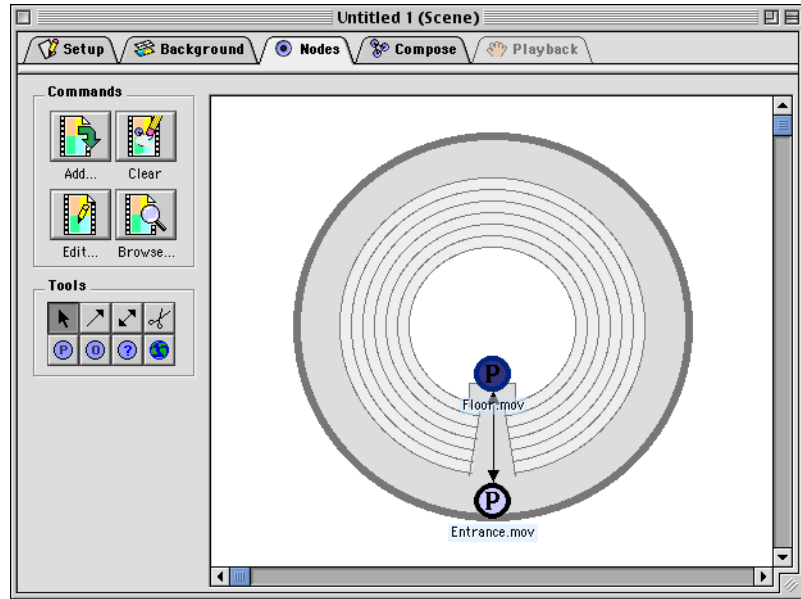 Untitled 1 (Scene)
Setup
Background
Nodes
Compose
Playback
Commands
Add...
Clear
Edit...
Browse...
Tools
P
O
?
P
Floor.mov
P
Entrance.mov